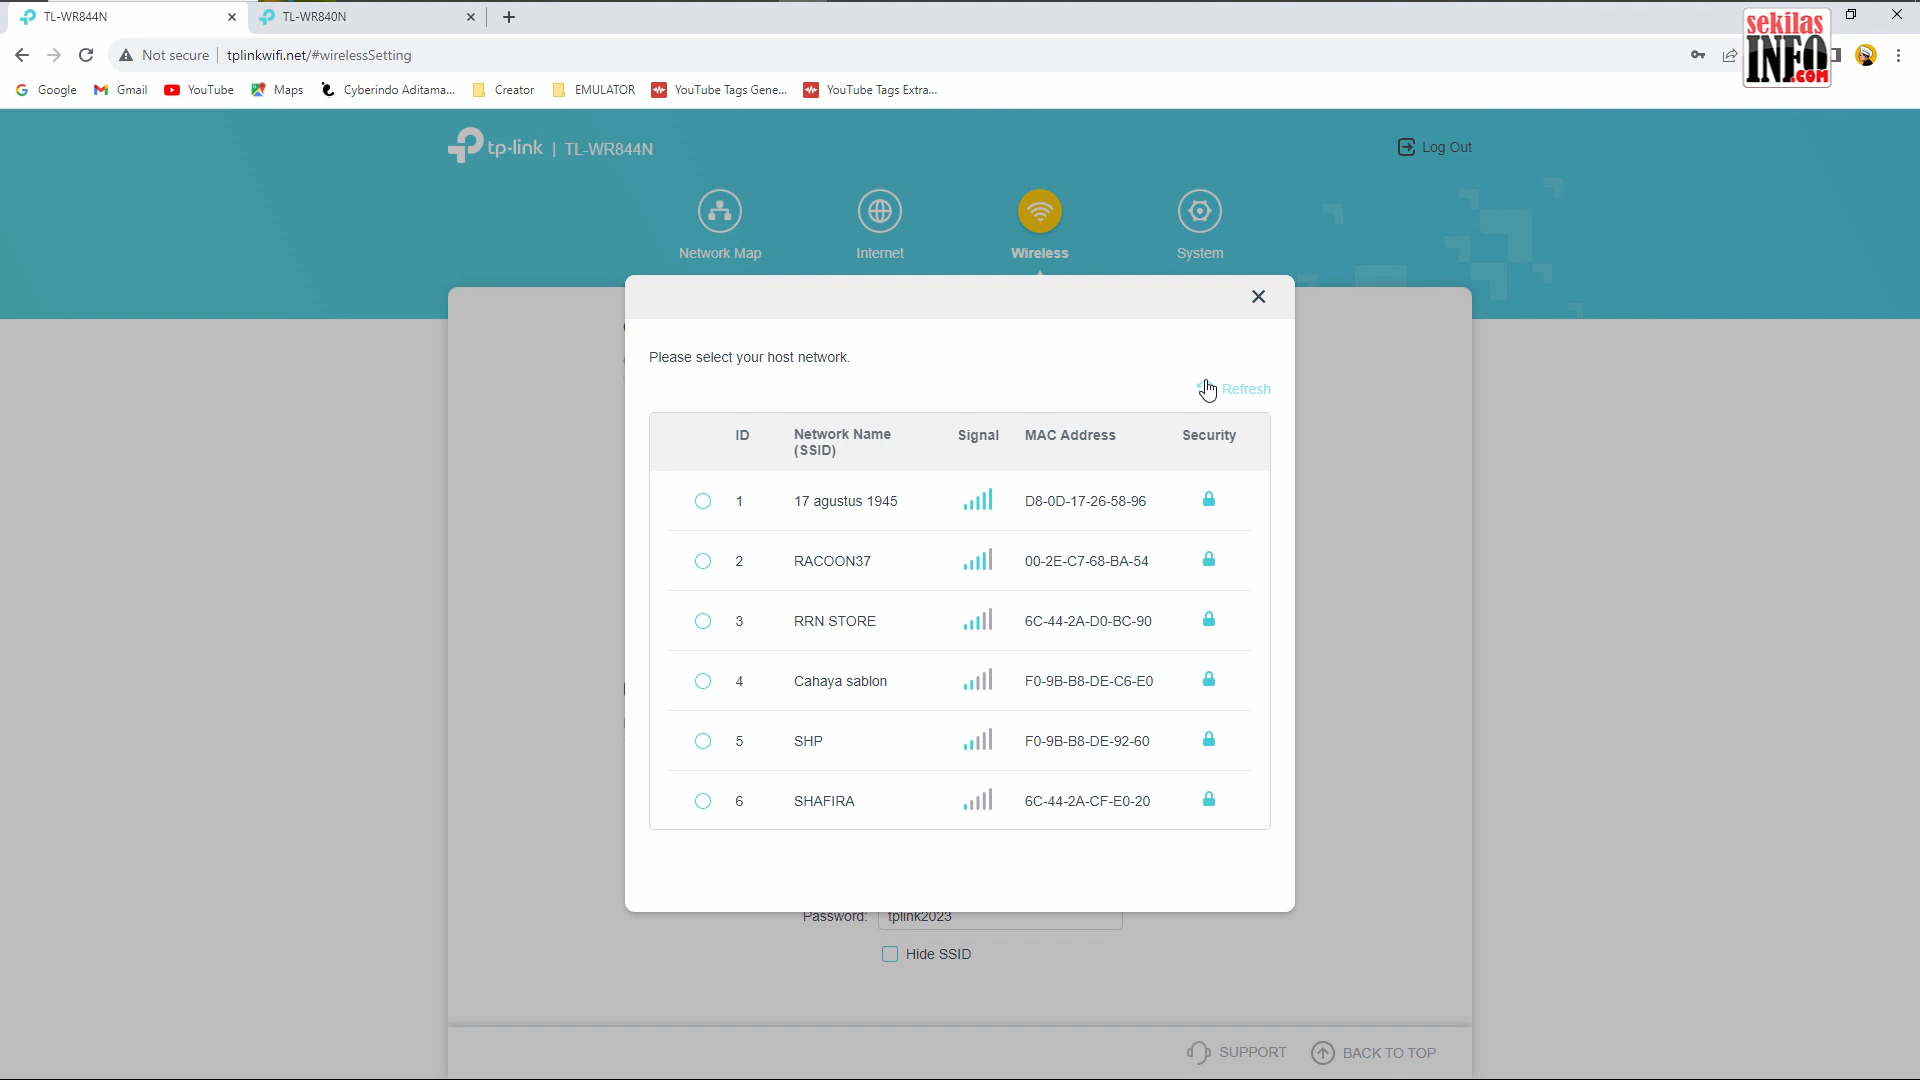 TL-WR844N
TL-WR840N
sekilas
INFO
.COM
Not secure
tplinkwifi.net/#wirelessSetting
Google
Gmail
YouTube
Maps
Cyberindo Aditama...
Creator
EMULATOR
YouTube Tags Gene...
YouTube Tags Extra...
tp-link | TL-WR844N
Log Out
Network Map
Internet
Wireless
System
Please select your host network.
Refresh
ID Network Name (SSID) Signal MAC Address Security
1 17 agustus 1945 D8-0D-17-26-58-96
2 RACOON37 00-2E-C7-68-BA-54
3 RRN STORE 6C-44-2A-D0-BC-90
4 Cahaya sablon F0-9B-B8-DE-C6-E0
5 SHP F0-9B-B8-DE-92-60
6 SHAFIRA 6C-44-2A-CF-E0-20
Password: tplink2023
Hide SSID
SUPPORT
BACK TO TOP